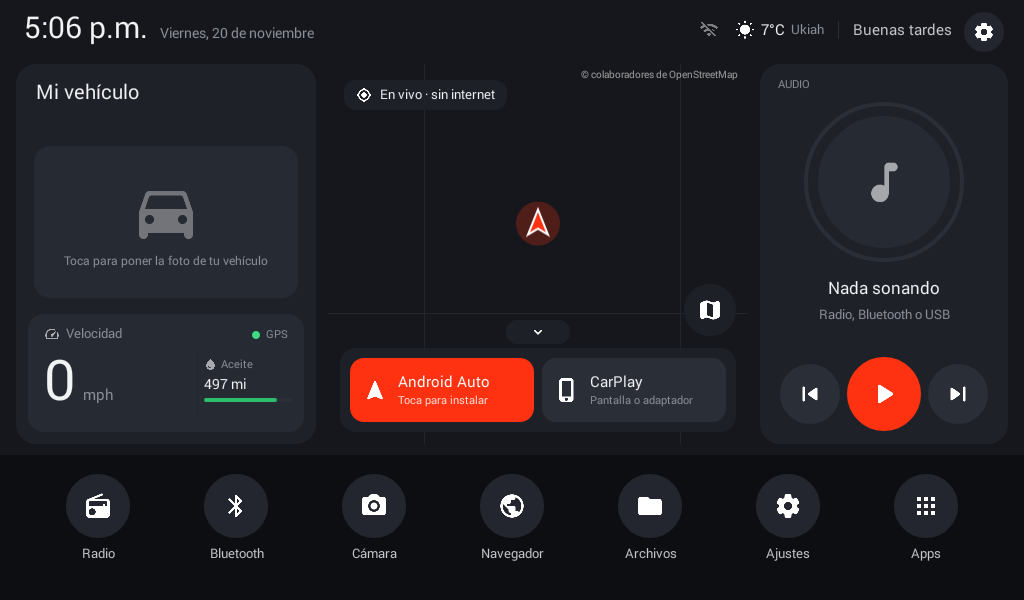 5:06 p.m.
Viernes, 20 de noviembre
7°C Ukiah
Buenas tardes
Mi vehículo
Toca para poner la foto de tu vehículo
Velocidad
GPS
0 mph
Aceite
497 mi
© colaboradores de OpenStreetMap
En vivo · sin internet
Android Auto
Toca para instalar
CarPlay
Pantalla o adaptador
AUDIO
Nada sonando
Radio, Bluetooth o USB
Radio
Bluetooth
Cámara
Navegador
Archivos
Ajustes
Apps